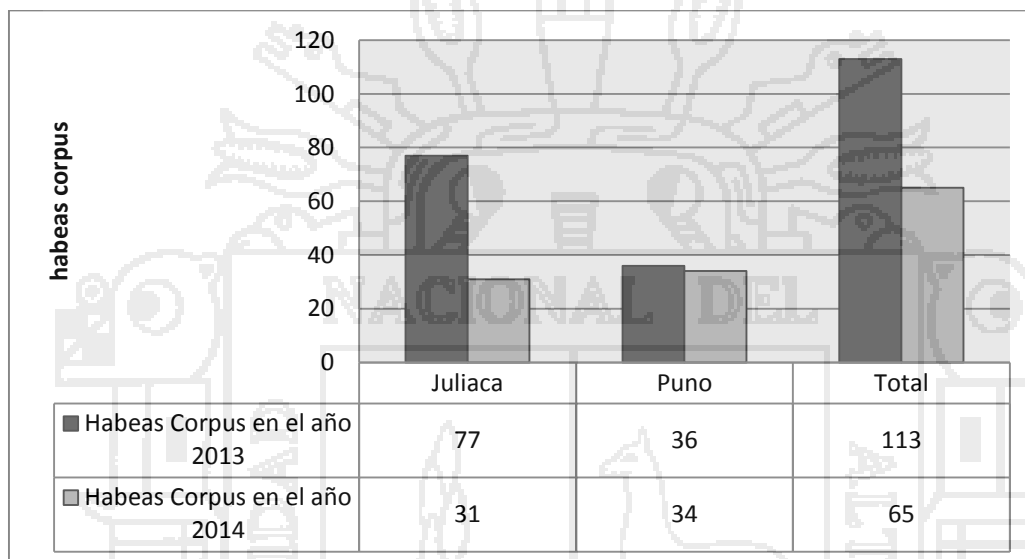 120
100
80
60
40
20
0
habeas corpus
Juliaca Puno Total
Habeas Corpus en el año 2013 77 36 113
Habeas Corpus en el año 2014 31 34 65
NACIONAL DEL